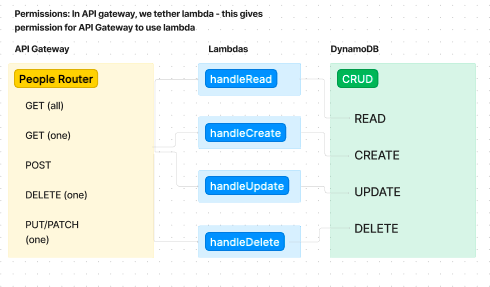 Permissions: In API gateway, we tether lambda - this gives
permission for API Gateway to use lambda
API Gateway
Lambdas
DynamoDB
People Router
GET (all)
GET (one)
POST
DELETE (one)
PUT/PATCH
(one)
handleRead
handleCreate
handleUpdate
handleDelete
CRUD
READ
CREATE
UPDATE
DELETE